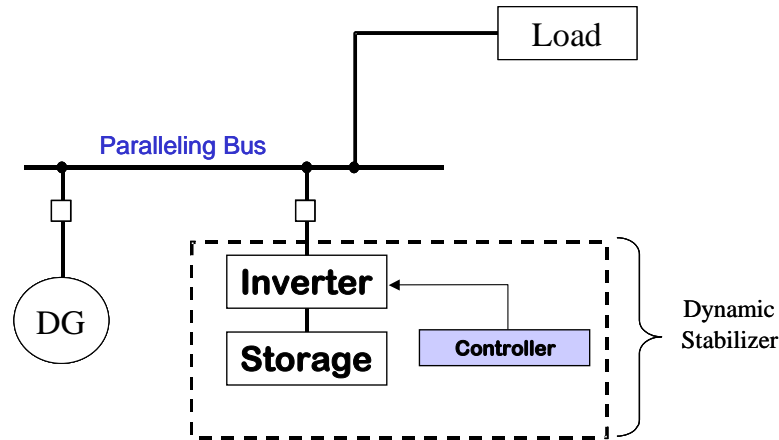 Load
Paralleling Bus
DG
Inverter
Storage
Controller
Dynamic
Stabilizer